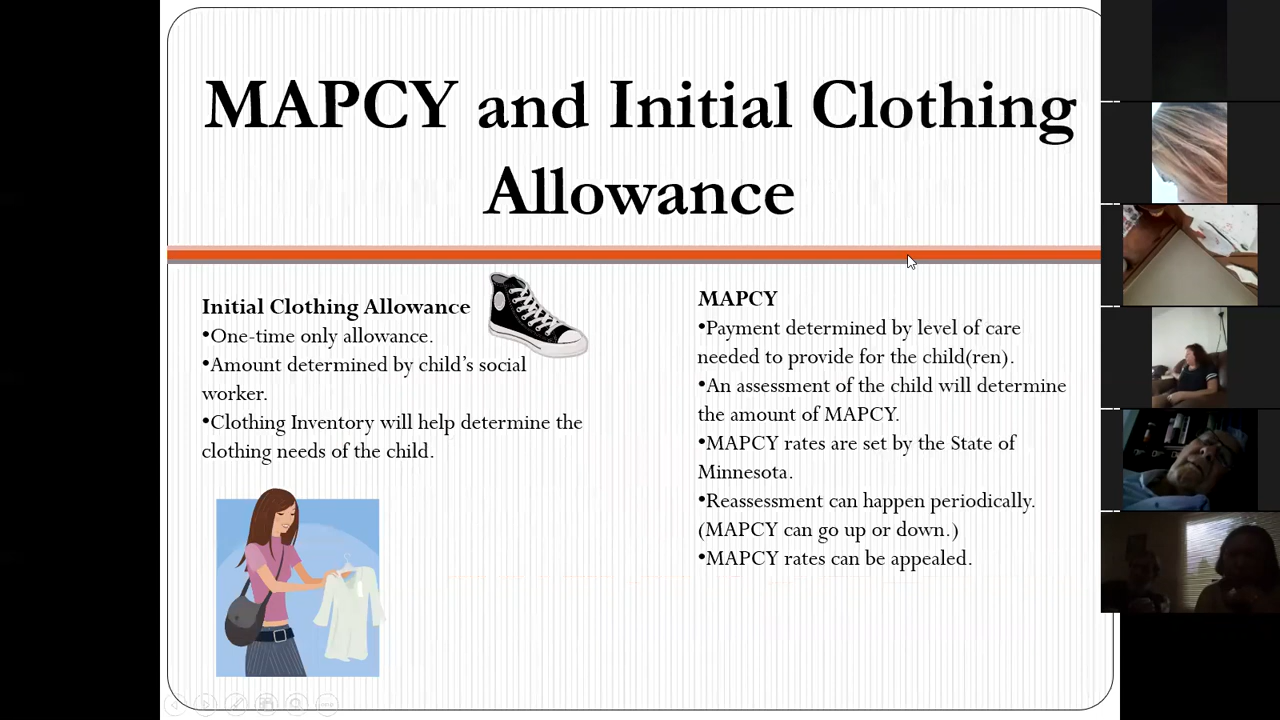 MAPCY and Initial Clothing
Allowance
Initial Clothing Allowance
•One-time only allowance.
•Amount determined by child’s social
worker.
•Clothing Inventory will help determine the
clothing needs of the child.
MAPCY
•Payment determined by level of care
needed to provide for the child(ren).
•An assessment of the child will determine
the amount of MAPCY.
•MAPCY rates are set by the State of
Minnesota.
•Reassessment can happen periodically.
(MAPCY can go up or down.)
•MAPCY rates can be appealed.